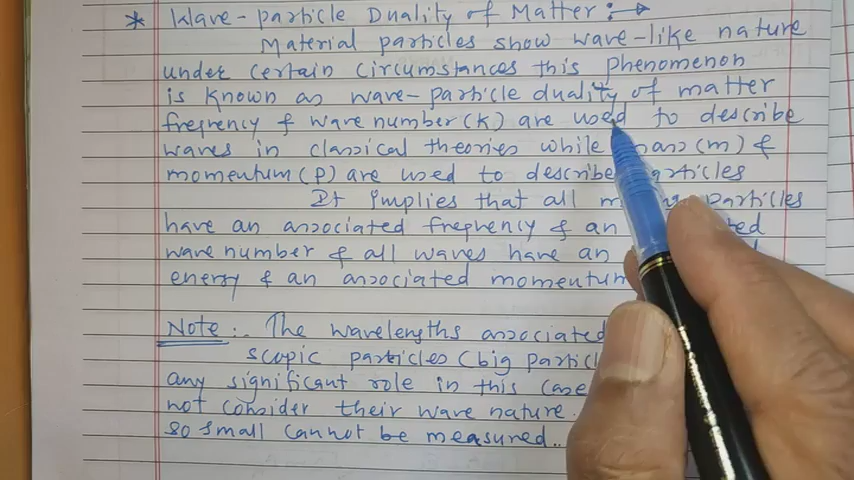 * Wave-particle Duality of Matter :→
Material particles show wave-like nature
under certain circumstances this phenomenon
is known as wave-particle duality of matter
frequency & wave number (K) are used to describe
waves in classical theories while mass (m) &
momentum (P) are used to describe particles
It implies that all particles
have an associated frequency & an
wave number & all waves have an
energy & an associated momentum
Note :- The wavelengths associated
scopic particles (big
any significant role in this case
not consider their wave nature.
so small cannot be measured..